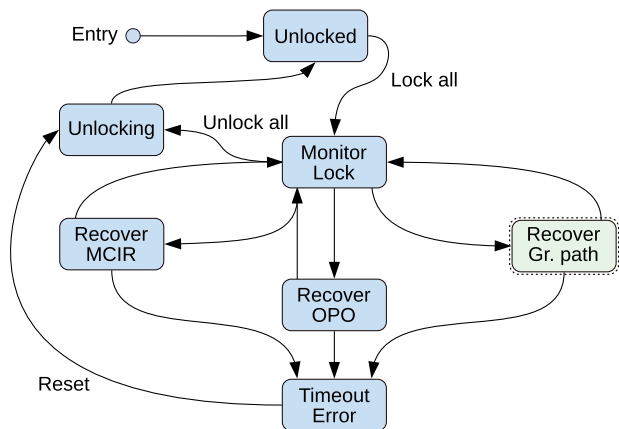 Entry
Unlocked
Lock all
Unlocking
Unlock all
Monitor
Lock
Recover
MCIR
Recover
Gr. path
Recover
OPO
Reset
Timeout
Error